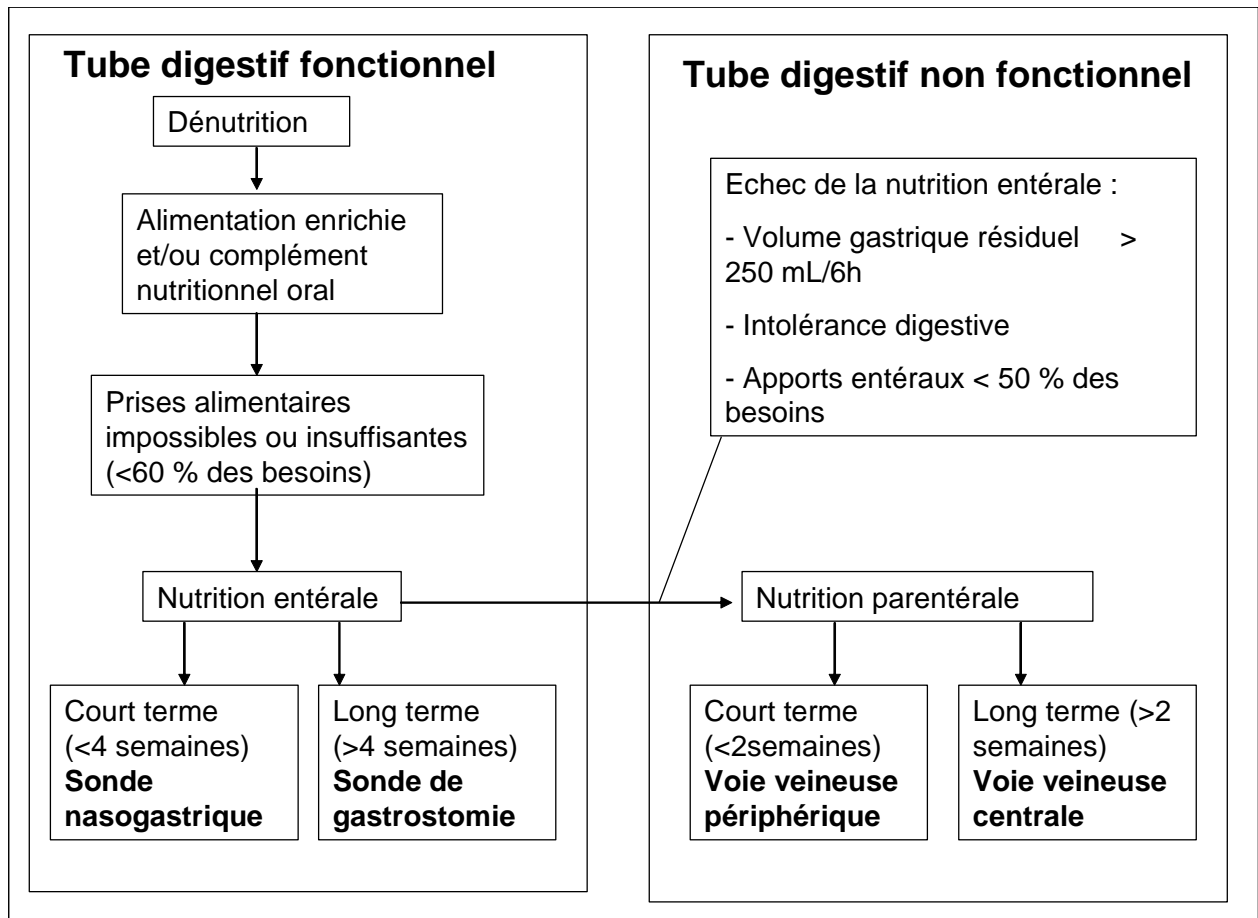 Tube digestif fonctionnel
Dénutrition
Alimentation enrichie
et/ou complément
nutritionnel oral
Prises alimentaires
impossibles ou insuffisantes
(<60 % des besoins)
Nutrition entérale
Court terme
(<4 semaines)
Sonde
nasogastrique
Long terme
(>4 semaines)
Sonde de
gastrostomie
Tube digestif non fonctionnel
Echec de la nutrition entérale :
- Volume gastrique résiduel >
250 mL/6h
- Intolérance digestive
- Apports entéraux < 50 % des
besoins
Nutrition parentérale
Court terme
(<2semaines)
Voie veineuse
périphérique
Long terme (>2
semaines)
Voie veineuse
centrale